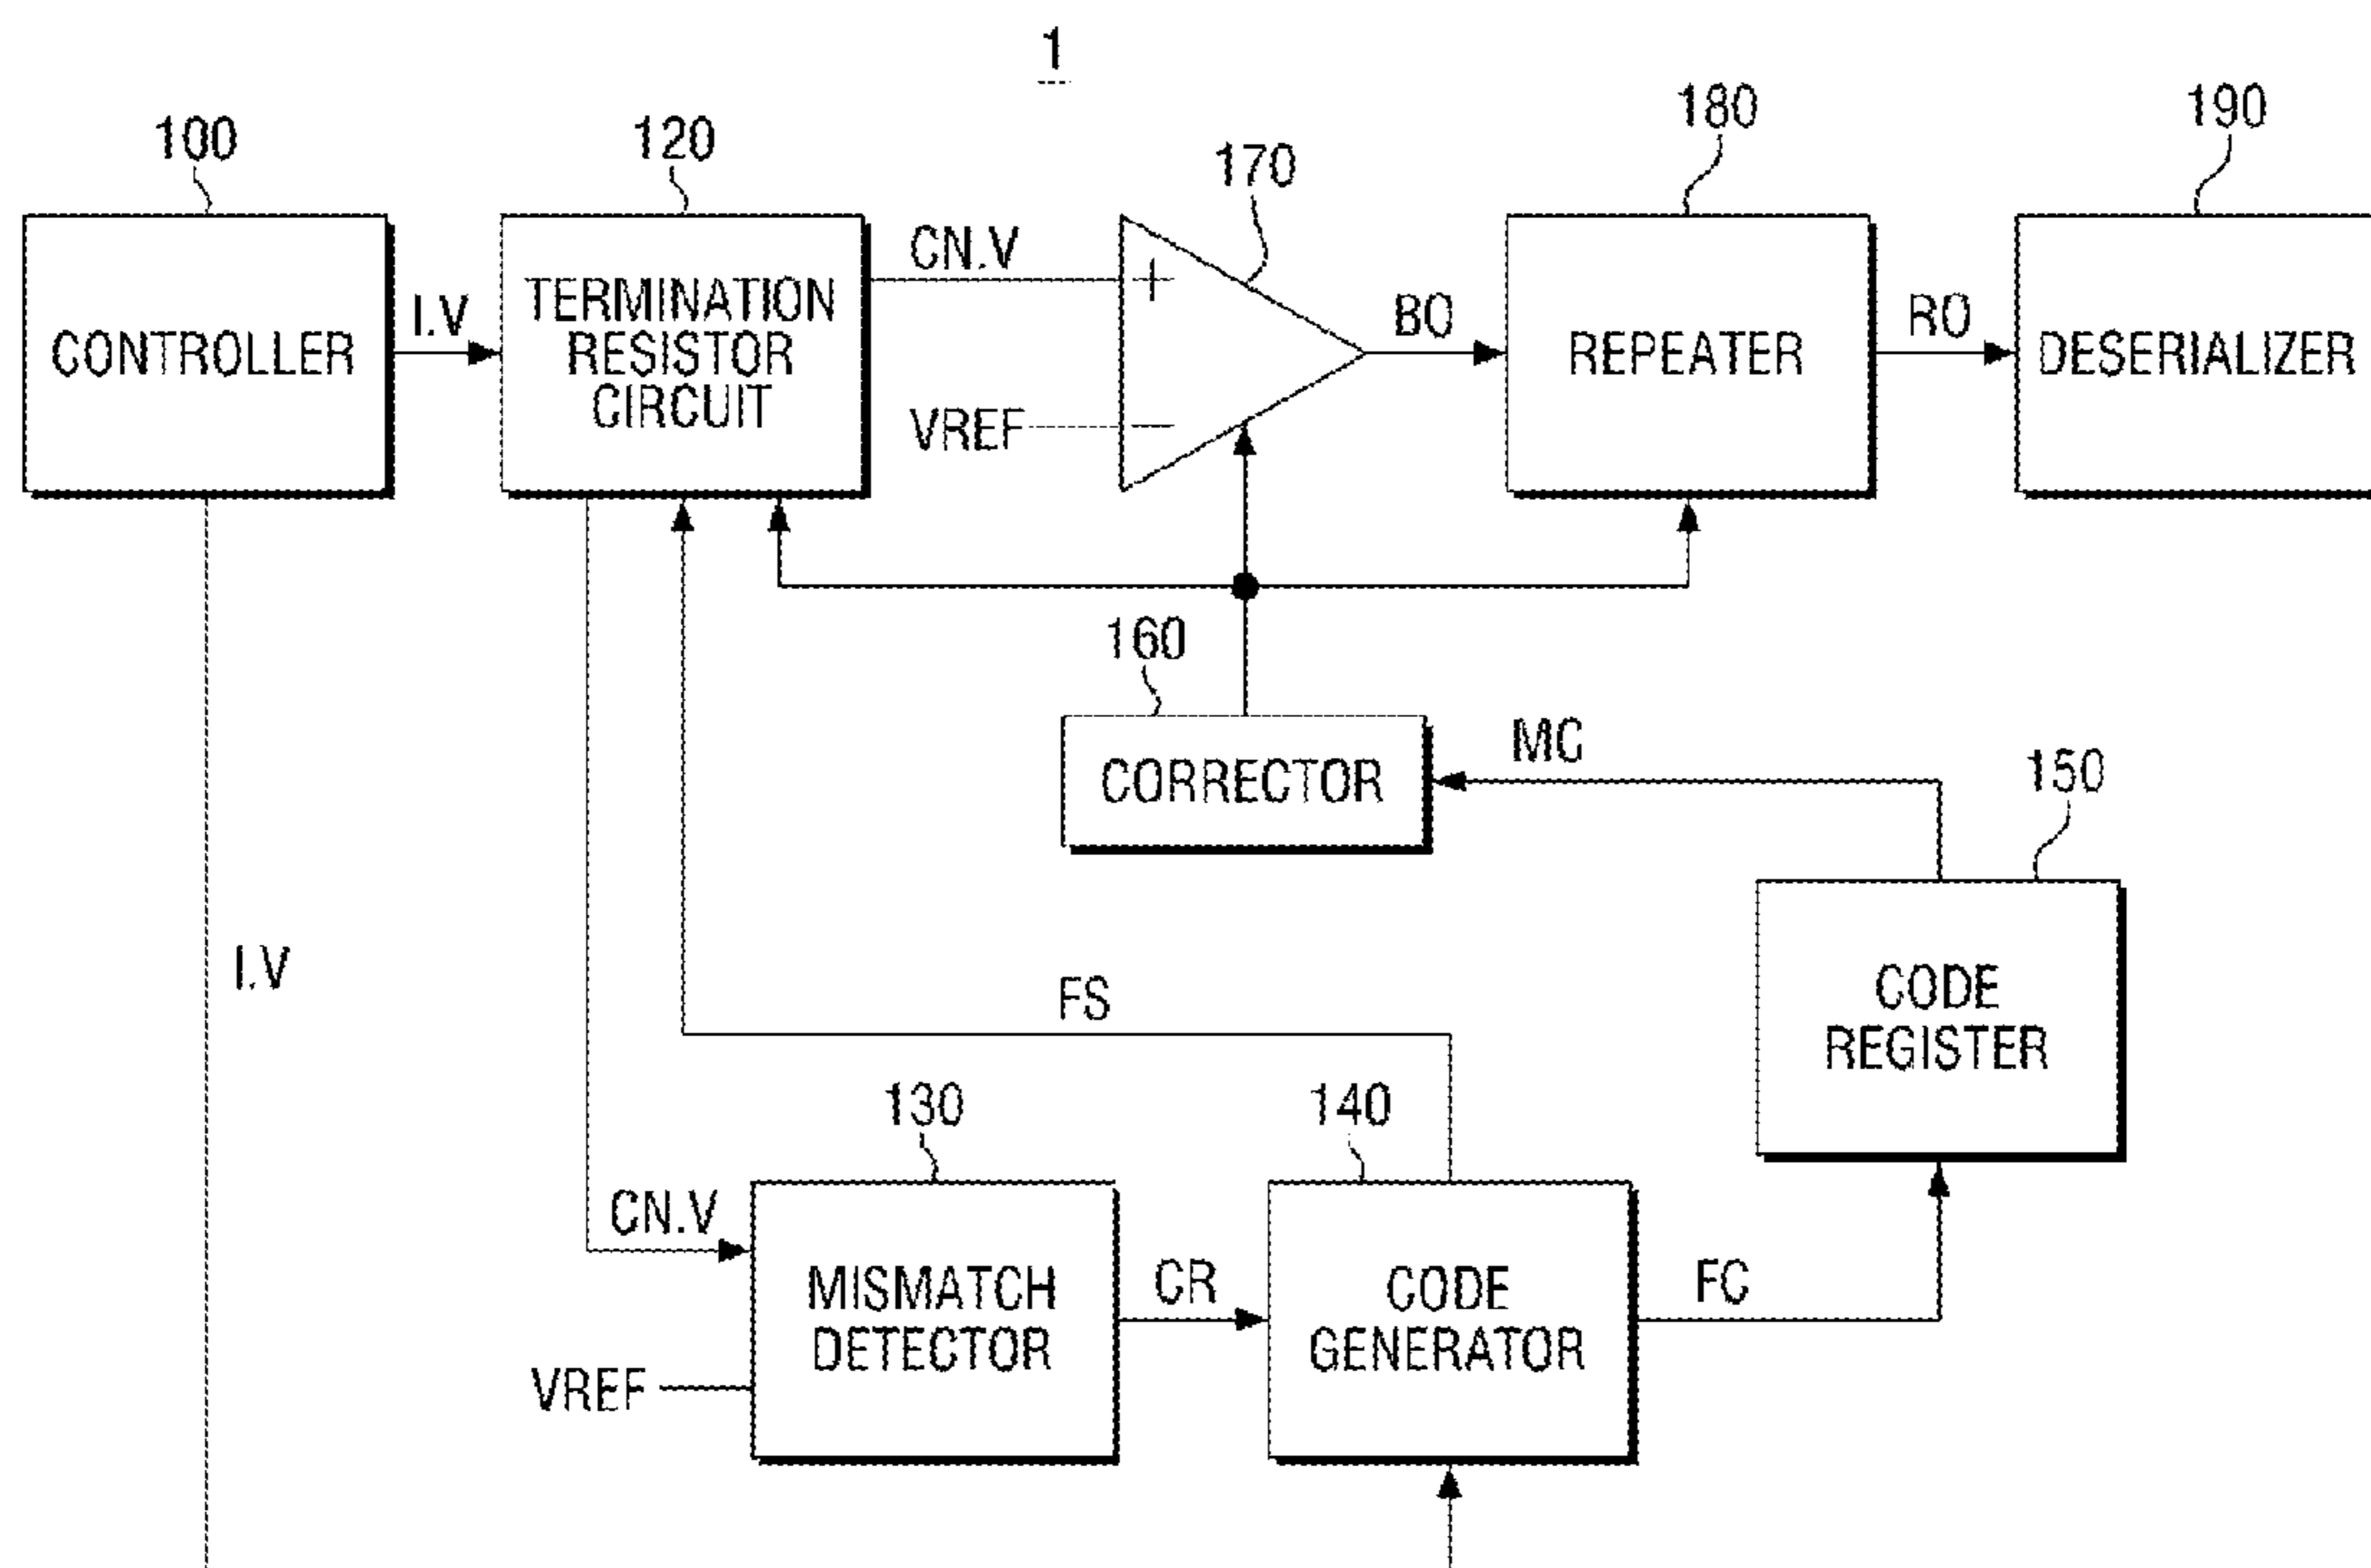 1
100
120
170
180
190
CONTROLLER
I.V
TERMINATION
RESISTOR
CIRCUIT
CN.V
+
VREF
−
BO
REPEATER
RO
DESERIALIZER
160
CORRECTOR
MC
150
CODE
REGISTER
I.V
FS
130
140
CN.V
VREF
MISMATCH
DETECTOR
CR
CODE
GENERATOR
FC